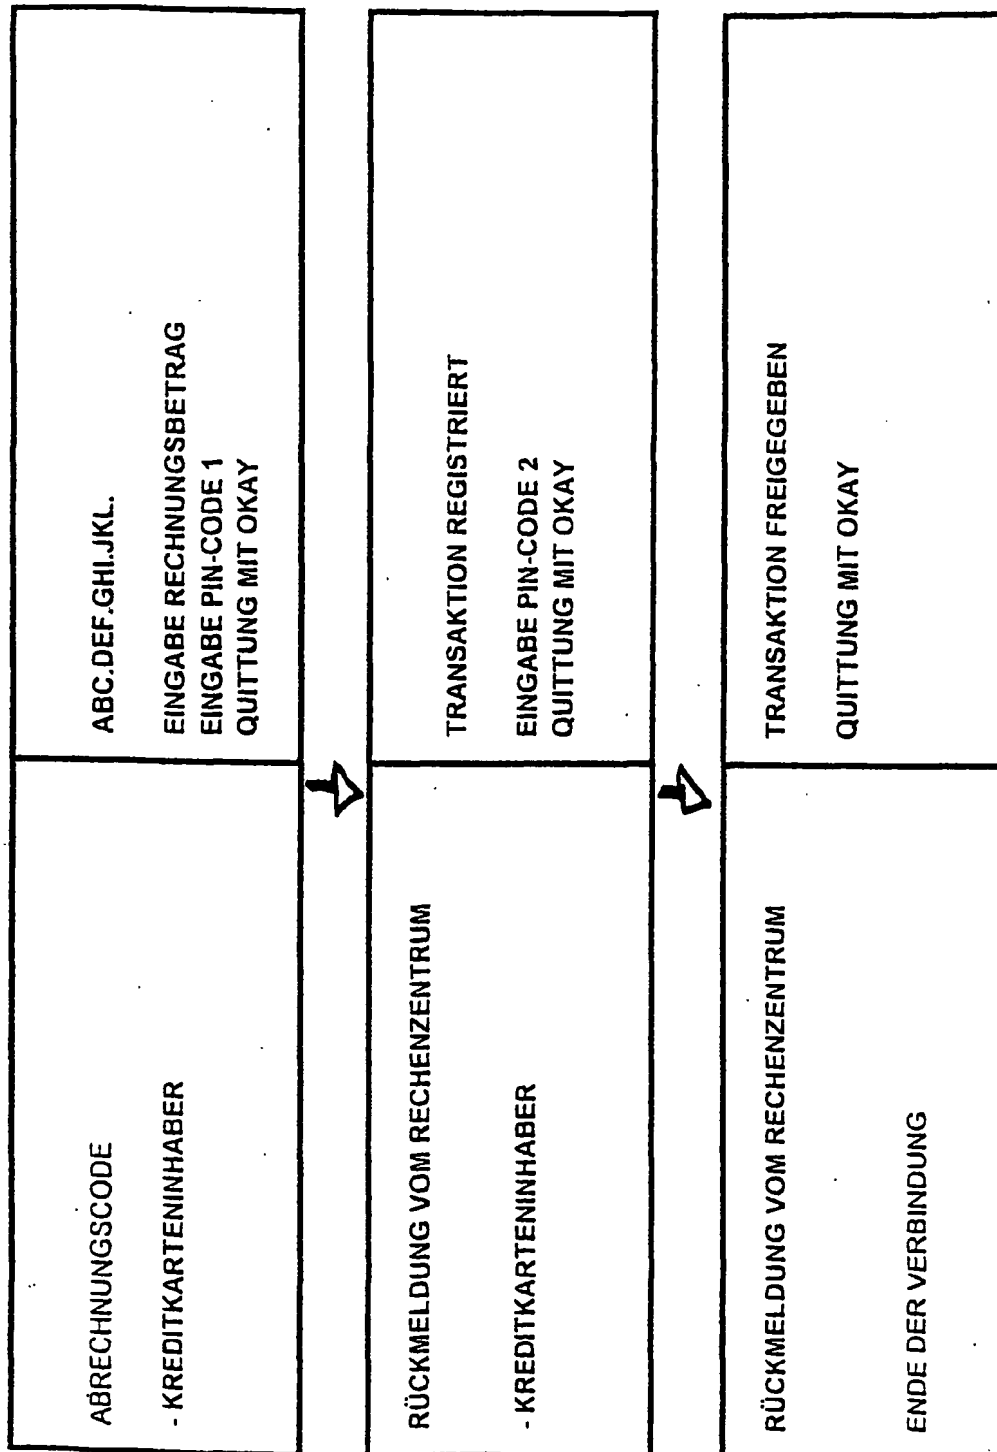 ABRECHNUNGSCODE
- KREDITKARTENINHABER
ABC.DEF.GHI.JKL.
EINGABE RECHNUNGSBETRAG
EINGABE PIN-CODE 1
QUITTUNG MIT OKAY
RÜCKMELDUNG VOM RECHENZENTRUM
- KREDITKARTENINHABER
TRANSAKTION REGISTRIERT
EINGABE PIN-CODE 2
QUITTUNG MIT OKAY
RÜCKMELDUNG VOM RECHENZENTRUM
ENDE DER VERBINDUNG
TRANSAKTION FREIGEGEBEN
QUITTUNG MIT OKAY